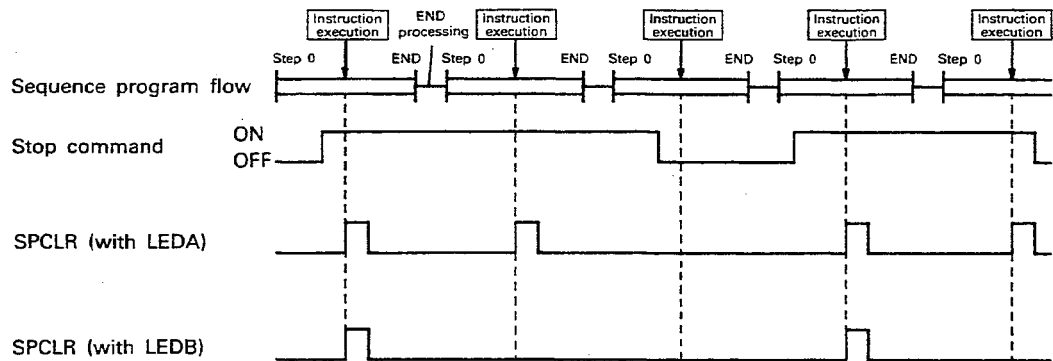 Instruction execution
END processing
Instruction execution
Instruction execution
Instruction execution
Instruction execution
Step 0 END Step 0 END Step 0 END Step 0 END Step 0
Sequence program flow
Stop command ON
OFF
SPCLR (with LEDA)
SPCLR (with LEDB)